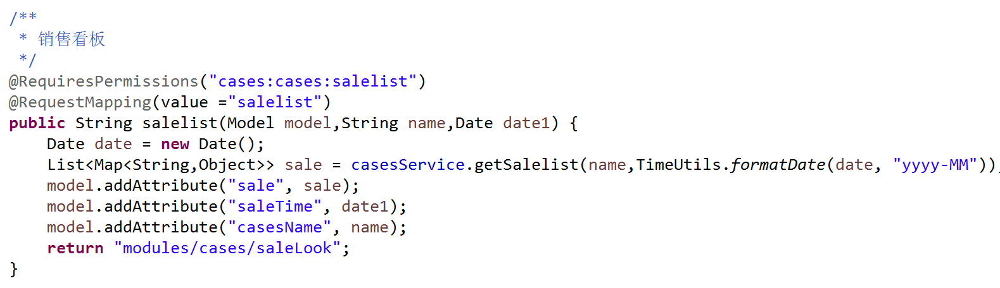 /**
 * 销售看板
 */
@RequiresPermissions("cases:cases:salelist")
@RequestMapping(value ="salelist")
public String salelist(Model model,String name,Date date1) {
    Date date = new Date();
    List<Map<String,Object>> sale = casesService.getSalelist(name,TimeUtils.formatDate(date, "yyyy-MM"));
    model.addAttribute("sale", sale);
    model.addAttribute("saleTime", date1);
    model.addAttribute("casesName", name);
    return "modules/cases/saleLook";
}